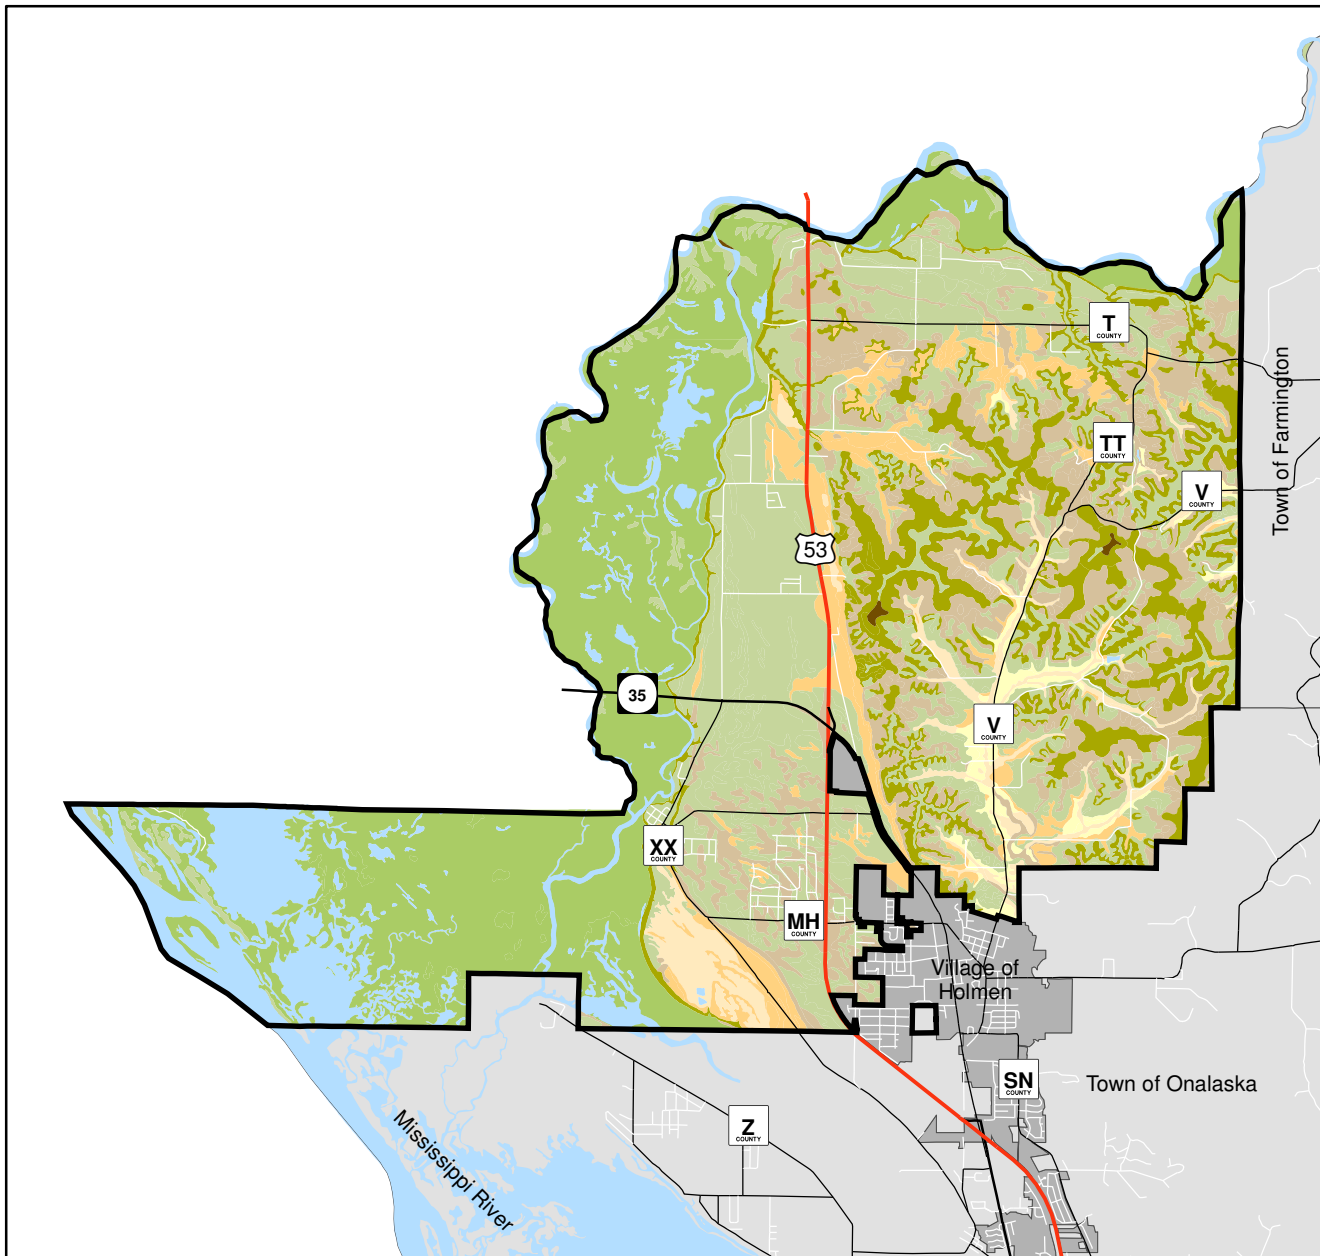 T
COUNTY
TT
COUNTY
Town of Farmington
V
COUNTY
53
35
V
COUNTY
XX
COUNTY
MH
COUNTY
Village of
Holmen
SN
COUNTY
Town of Onalaska
Z
COUNTY
Mississippi River